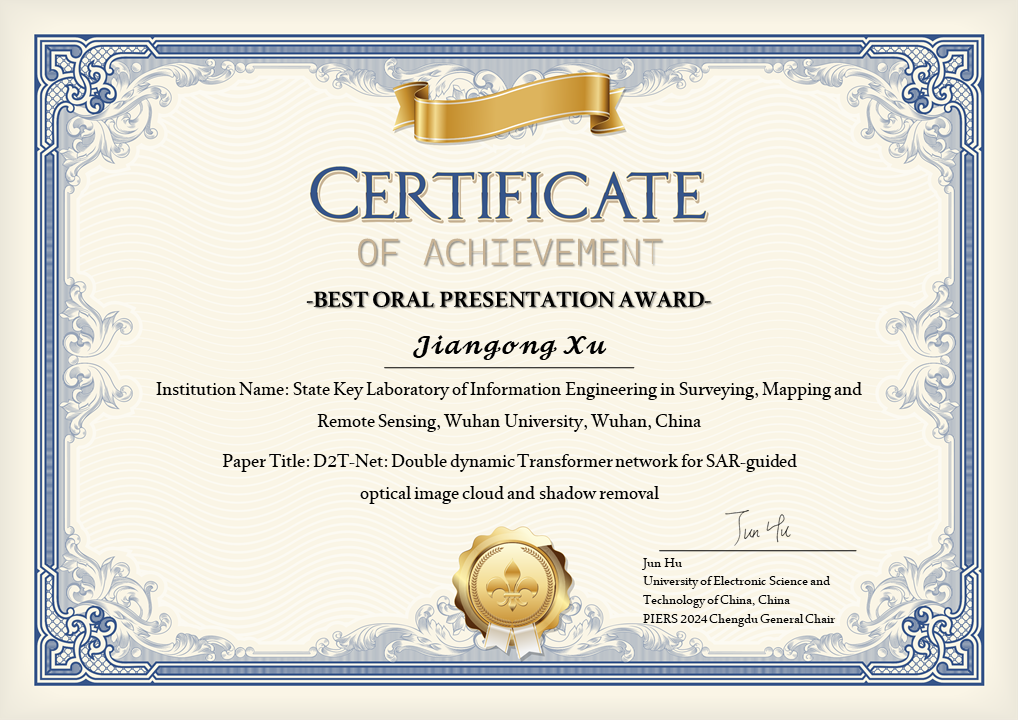 CERTIFICATE
OF ACHIEVEMENT
-BEST ORAL PRESENTATION AWARD-
Jiangong Xu
Institution Name: State Key Laboratory of Information Engineering in Surveying, Mapping and
Remote Sensing, Wuhan University, Wuhan, China
Paper Title: D2T-Net: Double dynamic Transformer network for SAR-guided
optical image cloud and shadow removal
Jun Hu
Jun Hu
University of Electronic Science and
Technology of China, China
PIERS 2024 Chengdu General Chair